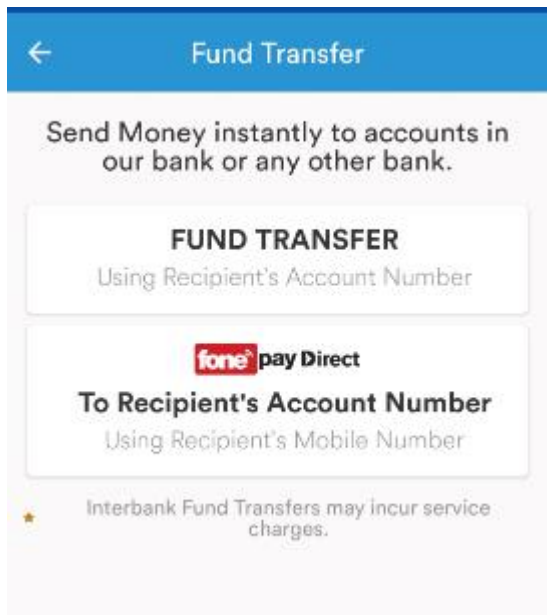 Fund Transfer
Send Money instantly to accounts in
our bank or any other bank.
FUND TRANSFER
Using Recipient's Account Number
fone pay Direct
To Recipient's Account Number
Using Recipient's Mobile Number
Interbank Fund Transfers may incur service
charges.